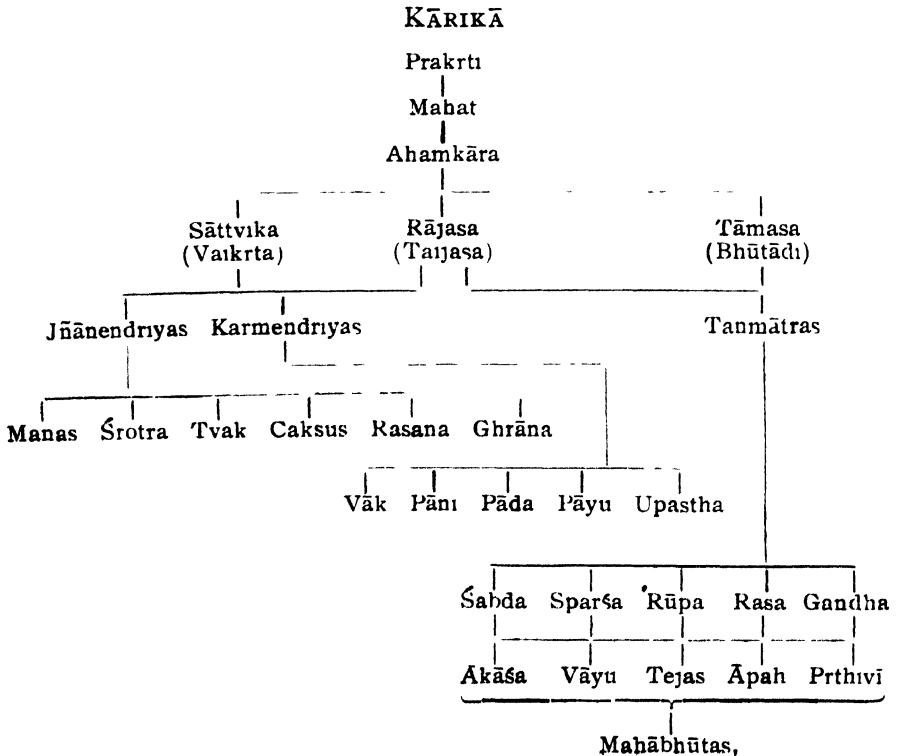 KĀRIKĀ
Prakrti
Mahat
Ahamkāra
Sāttvika Rājasa Tāmasa
(Vaikrta) (Taijasa) (Bhūtādi)
Jñānendriyas Karmendriyas Tanmātras
Manas Śrotra Tvak Caksus Rasana Ghrāna
Vāk Pāni Pāda Pāyu Upastha
Śabda Sparśa Rūpa Rasa Gandha
Ākāśa Vāyu Tejas Āpah Prthivī
Mahābhūtas,